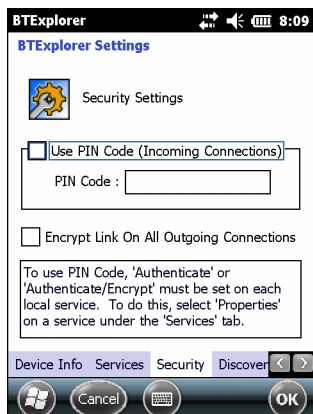 BTExplorer 8:09
BTExplorer Settings
Security Settings
Use PIN Code (Incoming Connections)
PIN Code :
Encrypt Link On All Outgoing Connections
To use PIN Code, 'Authenticate' or
'Authenticate/Encrypt' must be set on each
local service. To do this, select 'Properties'
on a service under the 'Services' tab.
Device Info Services Security Discover
Cancel OK